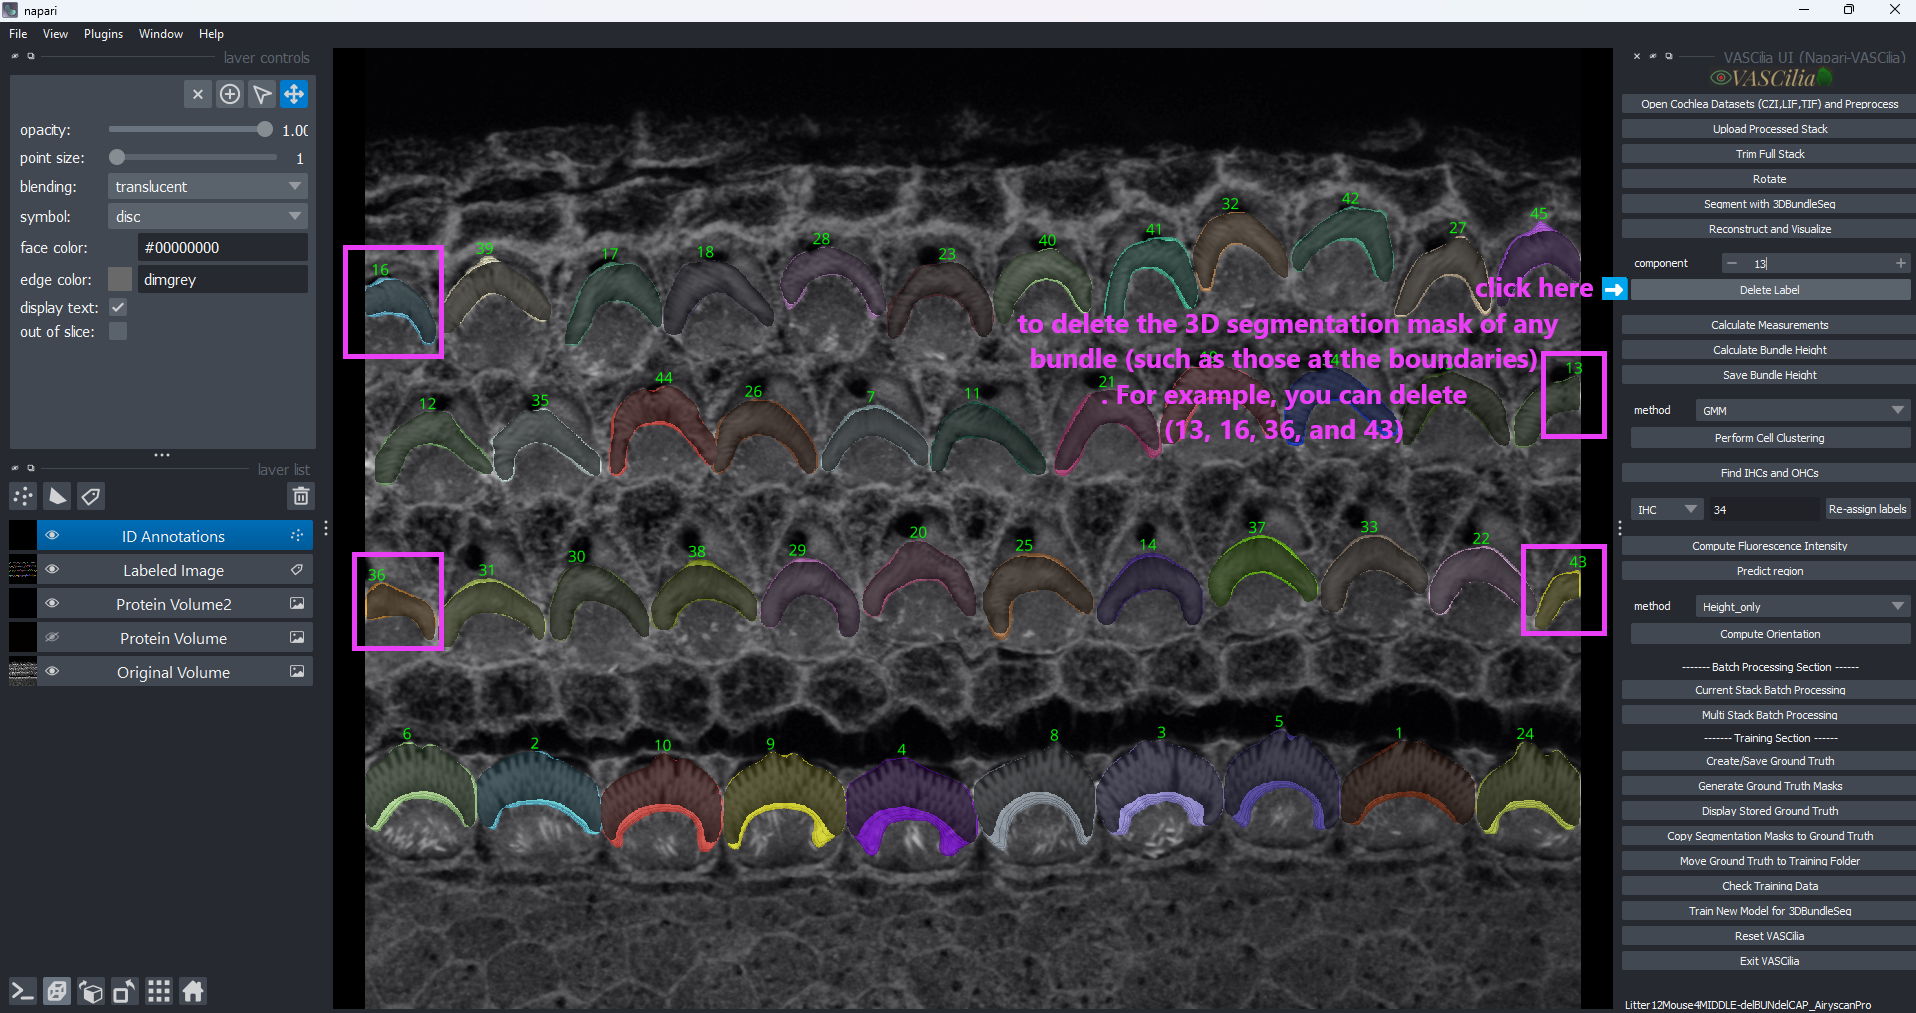 napari
File View Plugins Window Help
layer controls
opacity: 1.00
point size: 1
blending: translucent
symbol: disc
face color: #00000000
edge color: dimgrey
display text:
out of slice:
layer list
ID Annotations
Labeled Image
Protein Volume2
Protein Volume
Original Volume
32 42
16 39 17 18 28 23 40 41 27 45
click here
to delete the 3D segmentation mask of any
bundle (such as those at the boundaries)
. For example, you can delete
(13, 16, 36, and 43)
12 35 44 26 7 11 21 13
36 31 30 38 29 20 25 14 37 33 22 43
6 2 10 9 4 8 3 5 1 24
VASCilia UI (Napari-VASCilia)
VASCilia
Open Cochlea Datasets (CZI,LIF,TIF) and Preprocess
Upload Processed Stack
Trim Full Stack
Rotate
Segment with 3DBundleSeg
Reconstruct and Visualize
component 13
Delete Label
Calculate Measurements
Calculate Bundle Height
Save Bundle Height
method GMM
Perform Cell Clustering
Find IHCs and OHCs
IHC 34 Re-assign labels
Compute Fluorescence Intensity
Predict region
method Height_only
Compute Orientation
------- Batch Processing Section ------
Current Stack Batch Processing
Multi Stack Batch Processing
------- Training Section ------
Create/Save Ground Truth
Generate Ground Truth Masks
Display Stored Ground Truth
Copy Segmentation Masks to Ground Truth
Move Ground Truth to Training Folder
Check Training Data
Train New Model for 3DBundleSeg
Reset VASCilia
Exit VASCilia
Litter12Mouse4MIDDLE-delBUNdelCAP_AiryscanPro